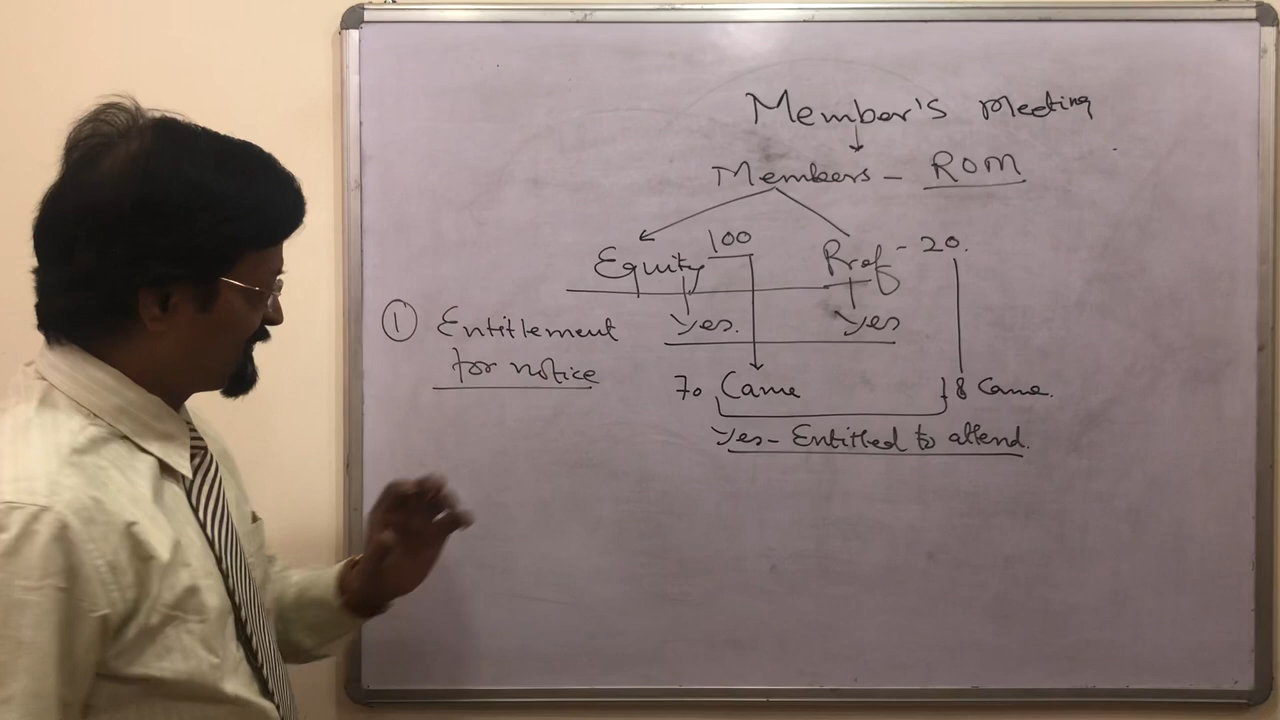 Member's Meeting
Members - ROM
Equity 100 Pref - 20.
① Entitlement Yes. Yes
for notice
70 Came 18 Came.
Yes - Entitled to attend.